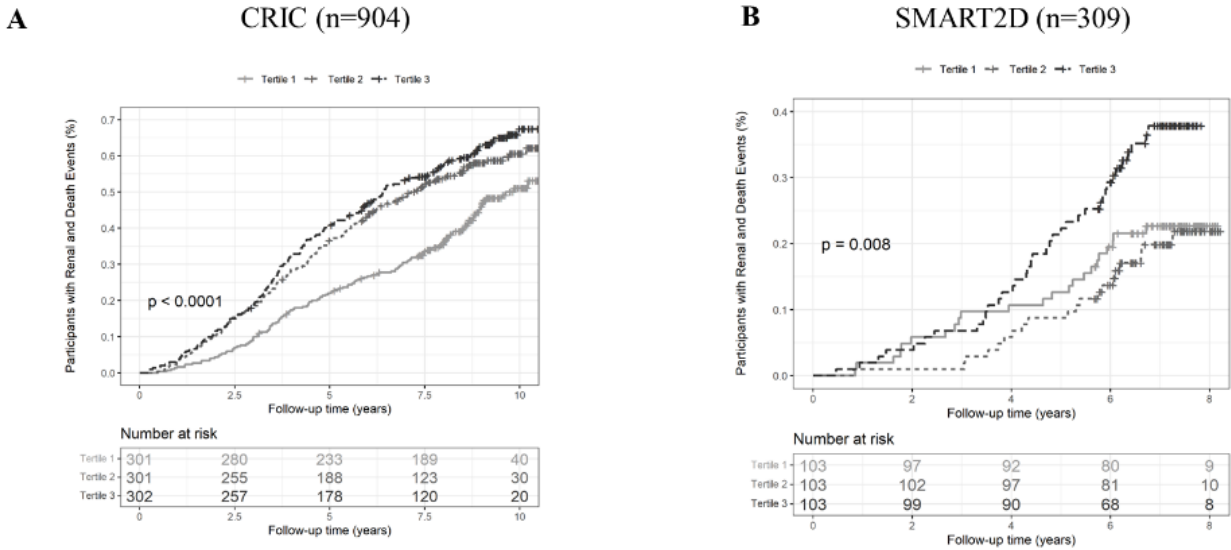 A
CRIC (n=904)
Tertile 1 Tertile 2 Tertile 3
Participants with Renal and Death Events (%)
0.7
0.6
0.5
0.4
0.3
0.2
0.1
0.0
p < 0.0001
0 2.5 5 7.5 10
Follow-up time (years)
Number at risk
Tertile 1 301 280 233 189 40
Tertile 2 301 255 188 123 30
Tertile 3 302 257 178 120 20
0 2.5 5 7.5 10
Follow-up time (years)
B
SMART2D (n=309)
Tertile 1 Tertile 2 Tertile 3
Participants with Renal and Death Events (%)
0.4
0.3
0.2
0.1
0.0
p = 0.008
0 2 4 6 8
Follow-up time (years)
Number at risk
Tertile 1 103 97 92 80 9
Tertile 2 103 102 97 81 10
Tertile 3 103 99 90 68 8
0 2 4 6 8
Follow-up time (years)